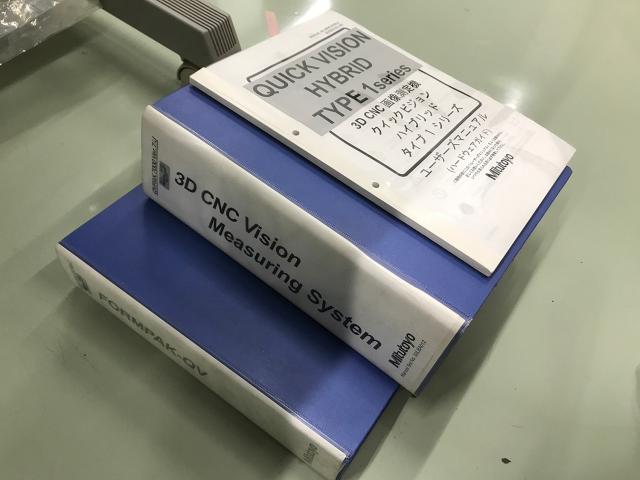 QUICK VISION
HYBRID
TYPE 1series
3D CNC 画像測定機
クイックビジョン
ハイブリッド
タイプ 1 シリーズ
ユーザーズマニュアル
(ハードウェアガイド)
Mitutoyo
3D CNC Vision
Measuring System
Mitutoyo
FORMPAK-QV
Mitutoyo